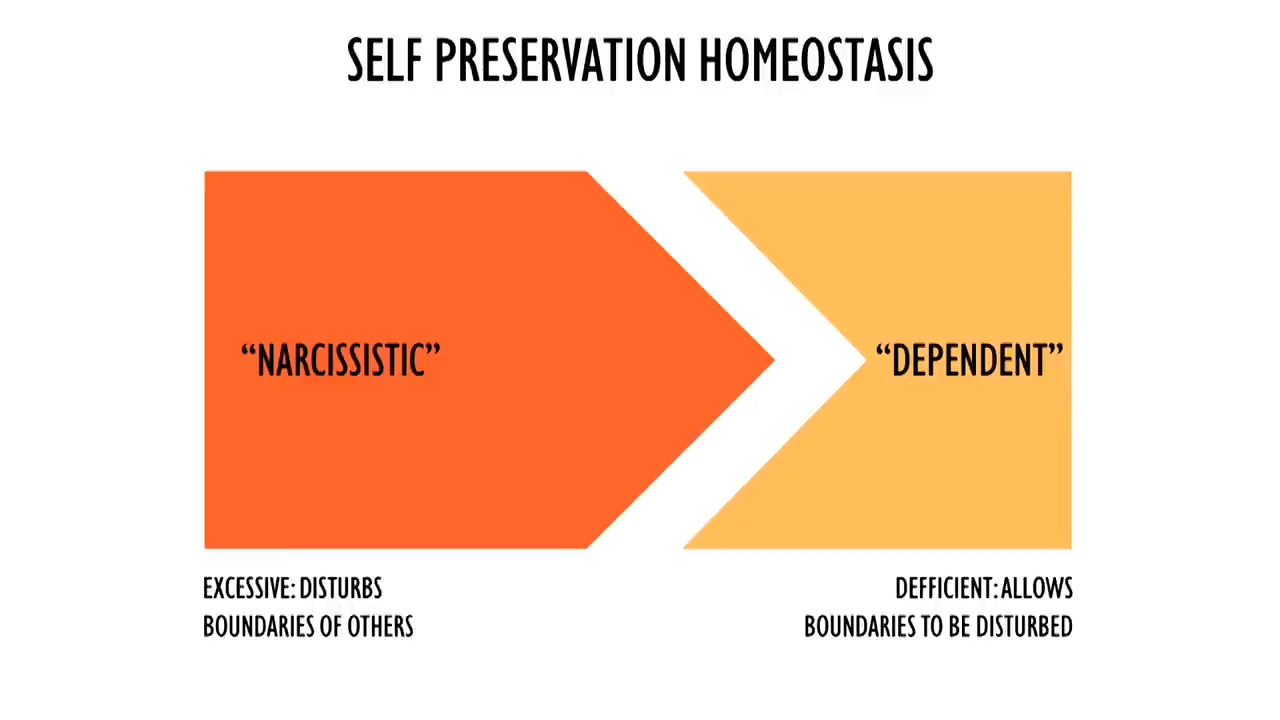 SELF PRESERVATION HOMEOSTASIS
“NARCISSISTIC”
“DEPENDENT”
EXCESSIVE: DISTURBS
BOUNDARIES OF OTHERS
DEFFICIENT: ALLOWS
BOUNDARIES TO BE DISTURBED